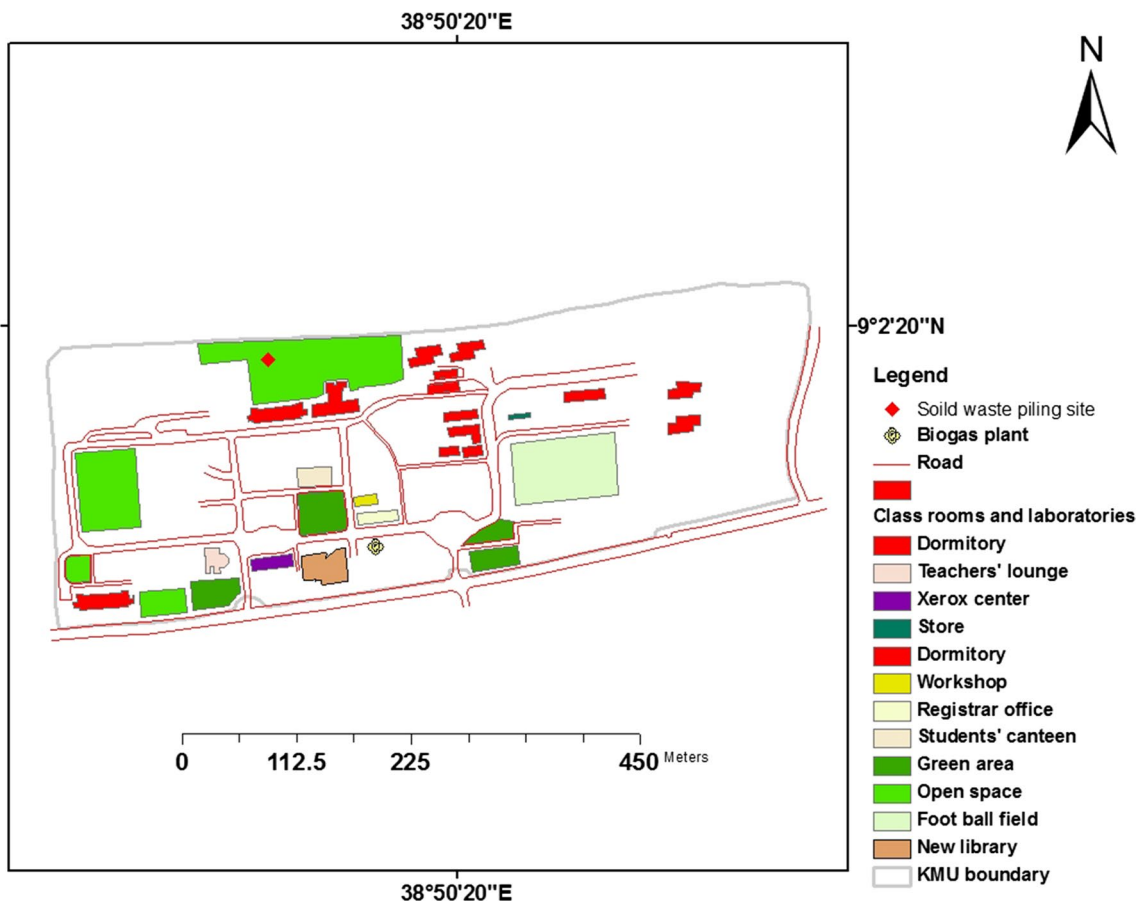 38°50'20"E
N
9°2'20"N
Legend
Soild waste piling site
Biogas plant
Road
Class rooms and laboratories
Dormitory
Teachers' lounge
Xerox center
Store
Dormitory
Workshop
Registrar office
Students' canteen
Green area
Open space
Foot ball field
New library
KMU boundary
0 112.5 225 450 Meters
38°50'20"E